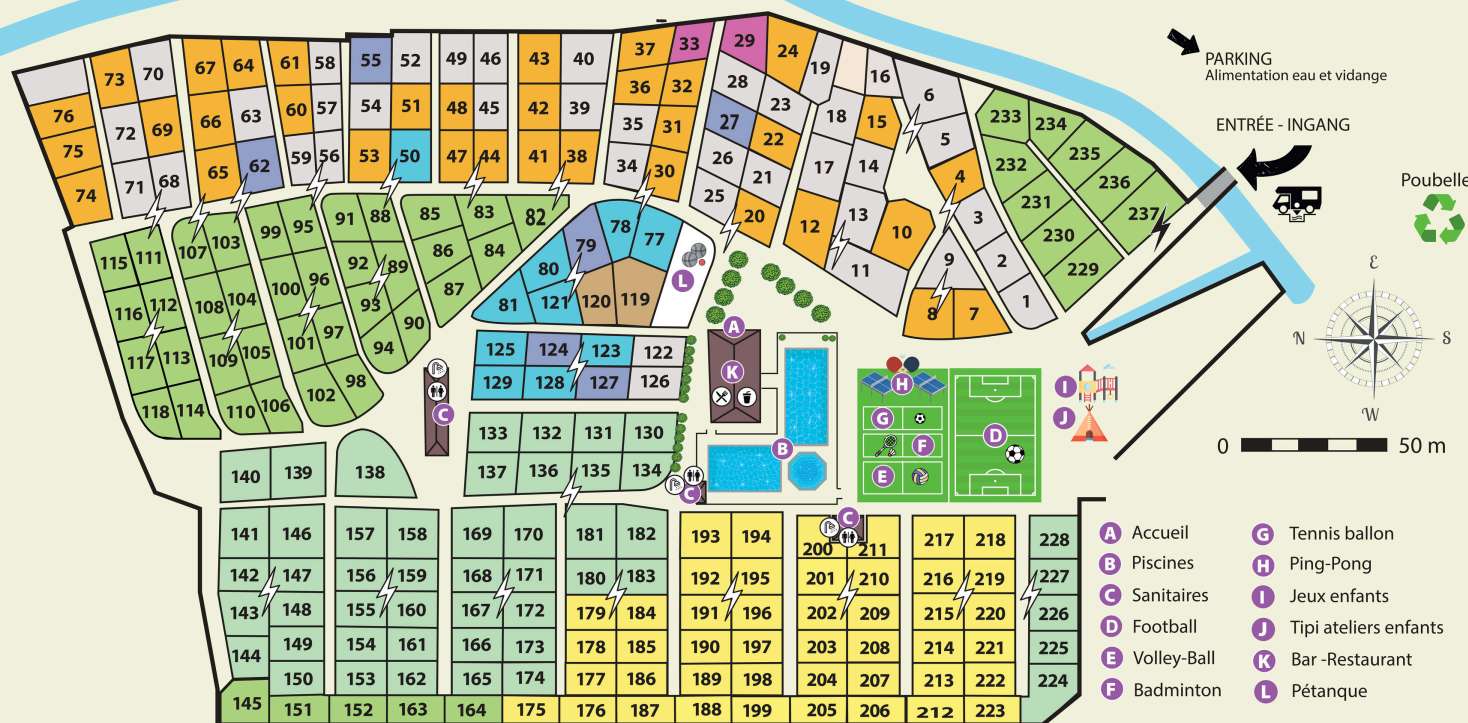 PARKING
Alimentation eau et vidange
ENTRÉE - INGANG
Poubelle
55 52 49 46 43 40 37 33 29 24 19 16
73 70 67 64 61 58
76 72 69 66 63 60 57 54 51 48 45 42 39 36 32 28 23 18 15 6
75 35 31 27 22 5
74 71 68 65 62 59 56 53 50 47 44 41 38 34 30 26 21 17 14 4
25 20 12 13 10 3
11 9 2
8 7 1
233 234
232 235
231 236
230 237
229
115 111 107 103 99 95 91 88 85 83 82
116 112 108 104 100 96 92 89 86 84
117 113 109 105 101 97 93 90 87
118 114 110 106 102 98 94
78 77
79
80
81 121 120 119
L
125 124 123 122
129 128 127 126
133 132 131 130
137 136 135 134
140 139 138
A
K
B
C
C
C
H
G
F
E
D
I
J
E
N S
W
0 50 m
141 146 157 158 169 170 181 182 193 194 200 211 217 218 228
142 147 156 159 168 171 180 183 192 195 201 210 216 219 227
143 148 155 160 167 172 179 184 191 196 202 209 215 220 226
144 149 154 161 166 173 178 185 190 197 203 208 214 221 225
150 153 162 165 174 177 186 189 198 204 207 213 222 224
145 151 152 163 164 175 176 187 188 199 205 206 212 223
A Accueil
B Piscines
C Sanitaires
D Football
E Volley-Ball
F Badminton
G Tennis ballon
H Ping-Pong
I Jeux enfants
J Tipi ateliers enfants
K Bar -Restaurant
L Pétanque